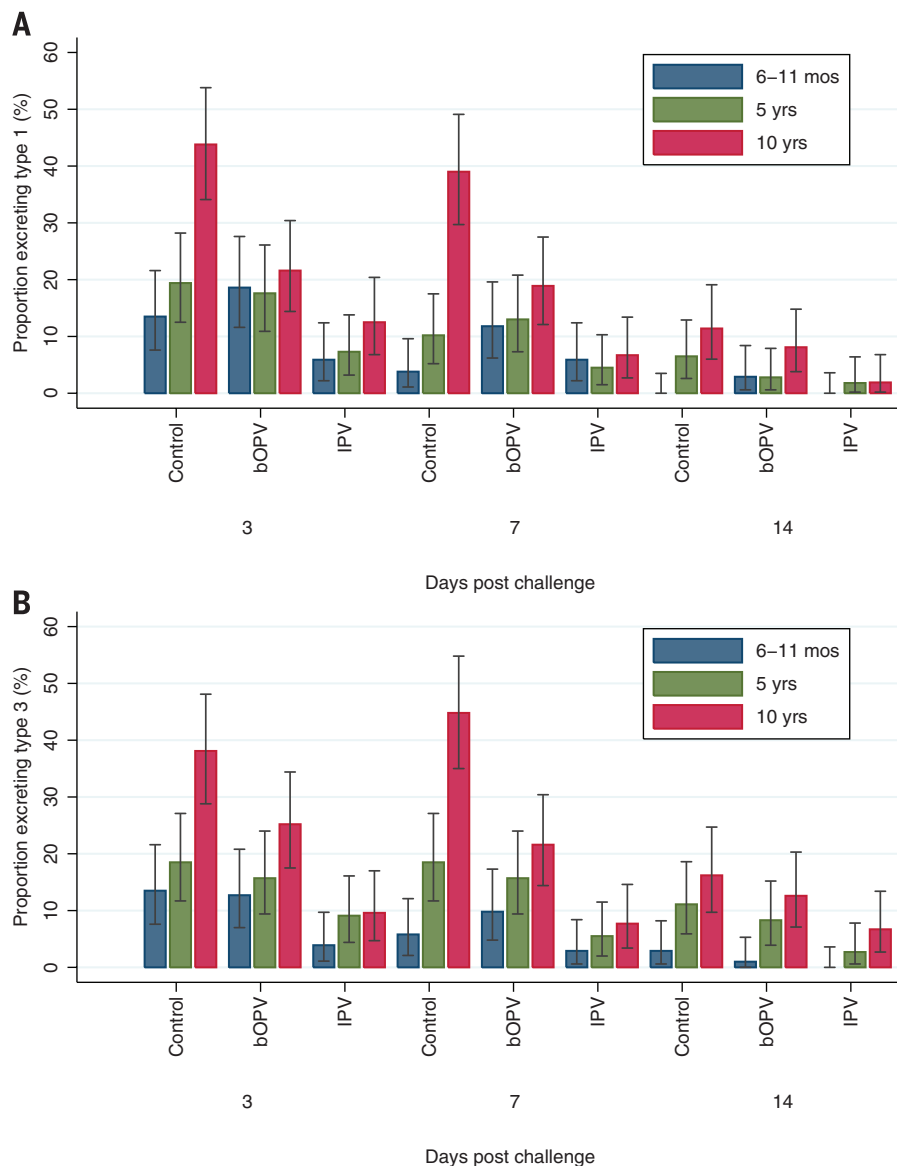 A
Proportion excreting type 1 (%)
60
50
40
30
20
10
0
6–11 mos
5 yrs
10 yrs
Control
bOPV
IPV
Control
bOPV
IPV
Control
bOPV
IPV
3
7
14
Days post challenge
B
Proportion excreting type 3 (%)
60
50
40
30
20
10
0
6–11 mos
5 yrs
10 yrs
Control
bOPV
IPV
Control
bOPV
IPV
Control
bOPV
IPV
3
7
14
Days post challenge